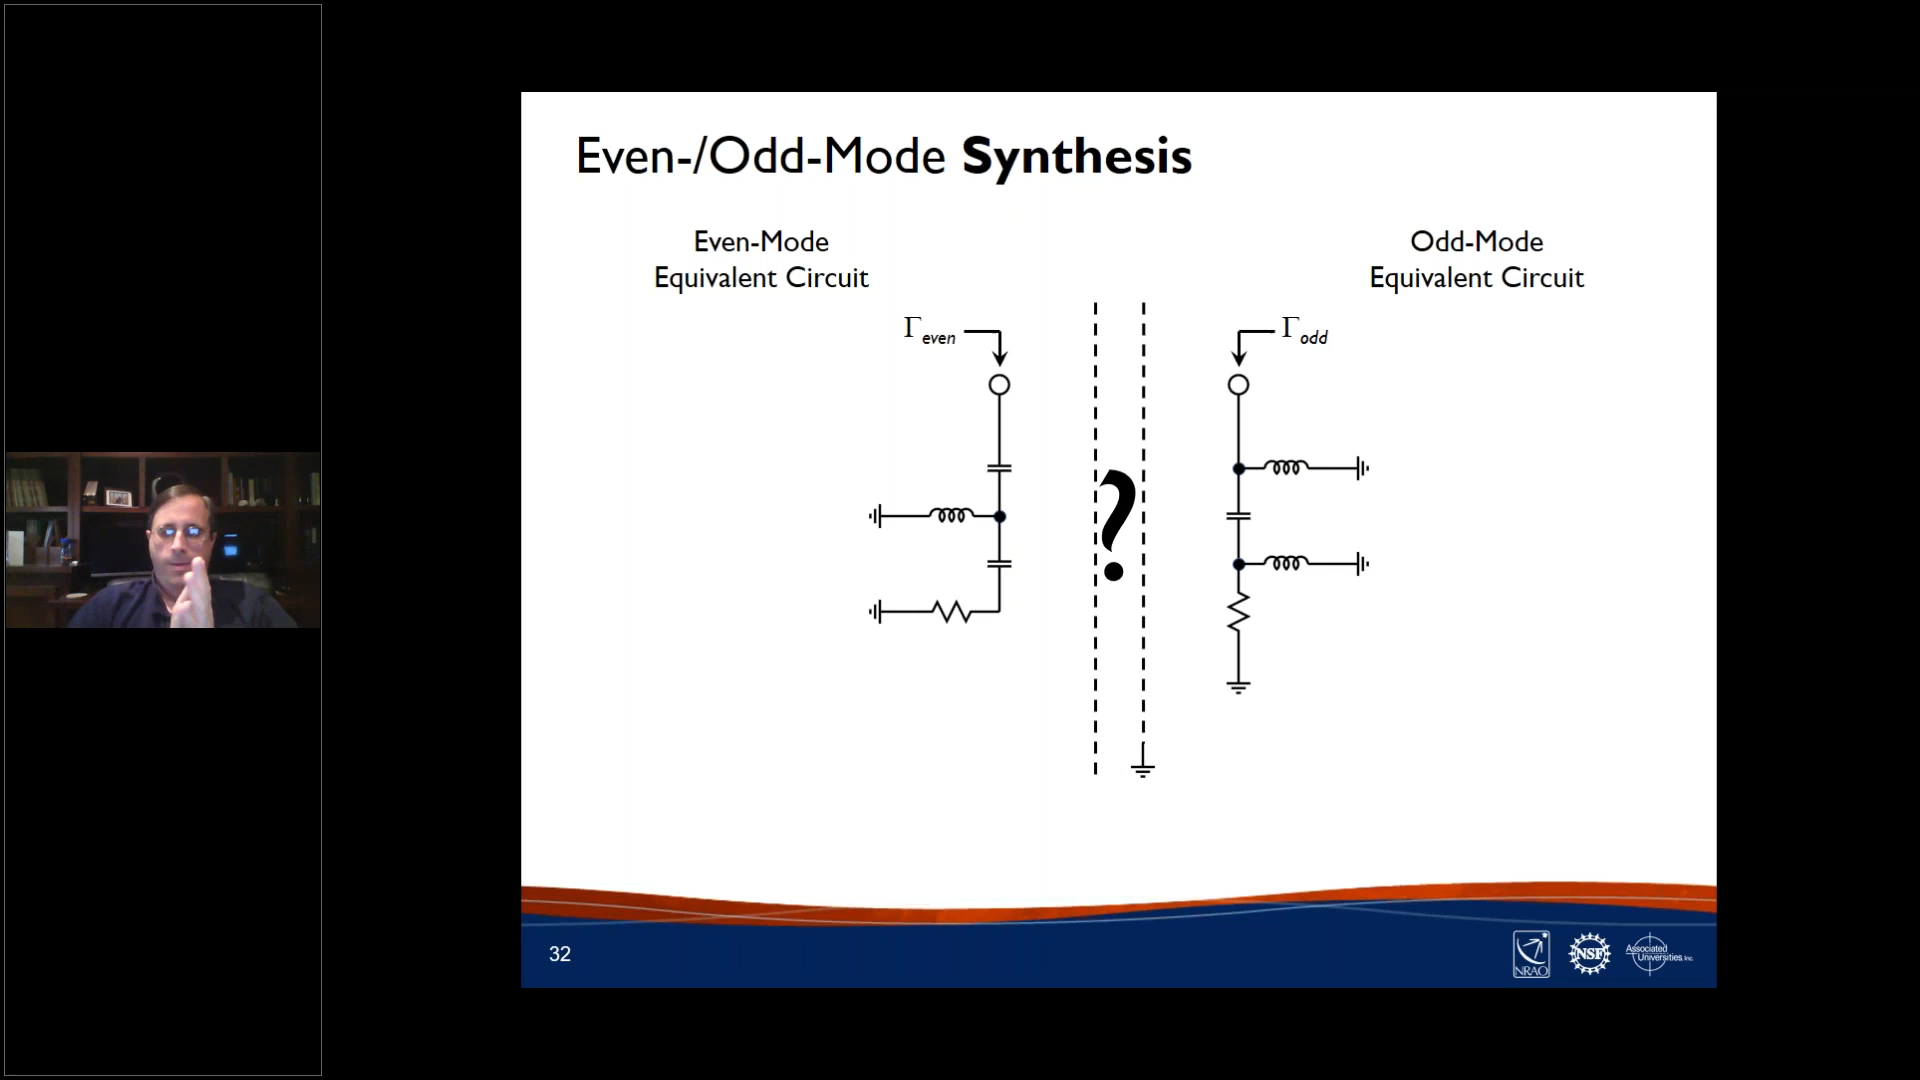 Even-/Odd-Mode Synthesis
Even-Mode
Equivalent Circuit
Odd-Mode
Equivalent Circuit
Γeven
Γodd
?
32
NRAO
NSF
Associated
Universities, Inc.